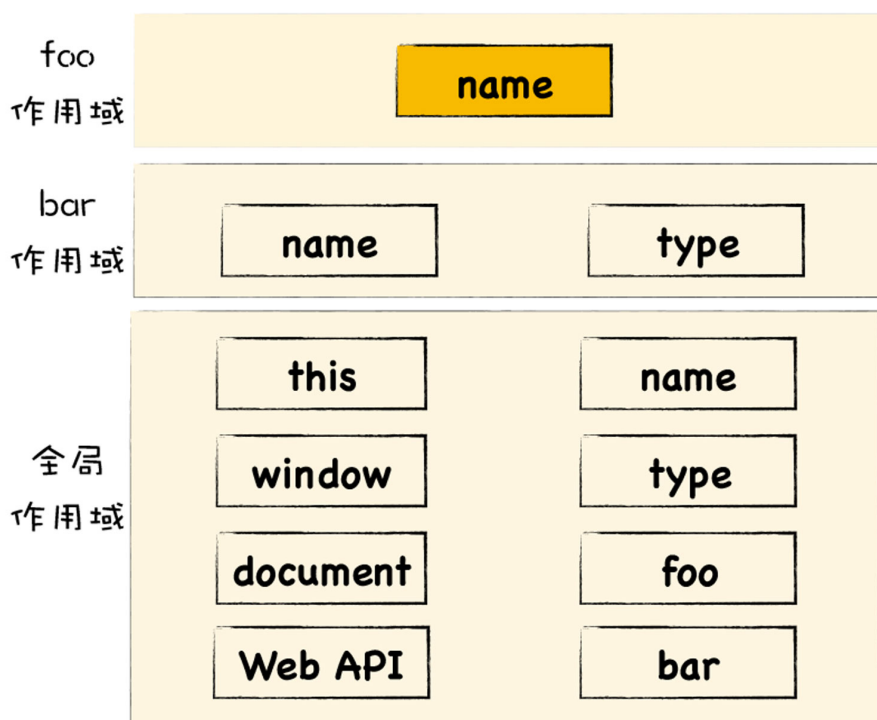 foo
作用域
name
bar
作用域
name
type
全局
作用域
this
name
window
type
document
foo
Web API
bar